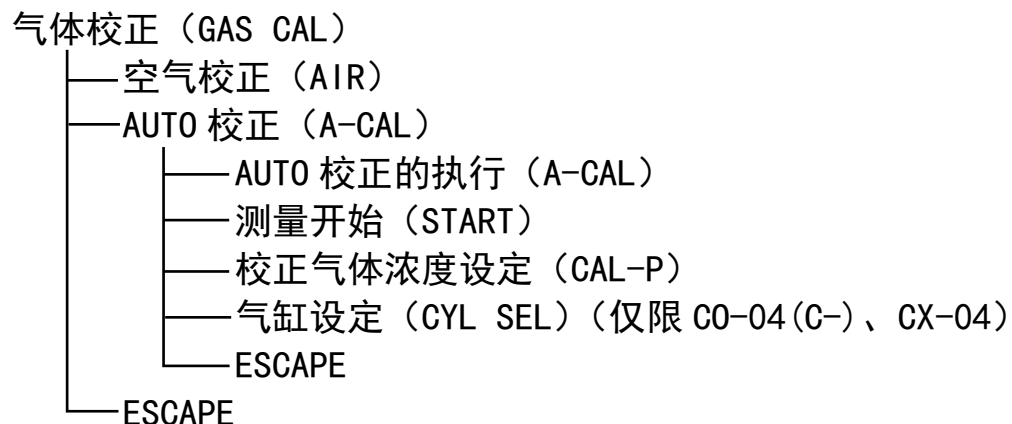 气体校正（GAS CAL）
空气校正（AIR）
AUTO 校正（A-CAL）
AUTO 校正的执行（A-CAL）
测量开始（START）
校正气体浓度设定（CAL-P）
气缸设定（CYL SEL）（仅限 CO-04(C-)、CX-04）
ESCAPE
ESCAPE